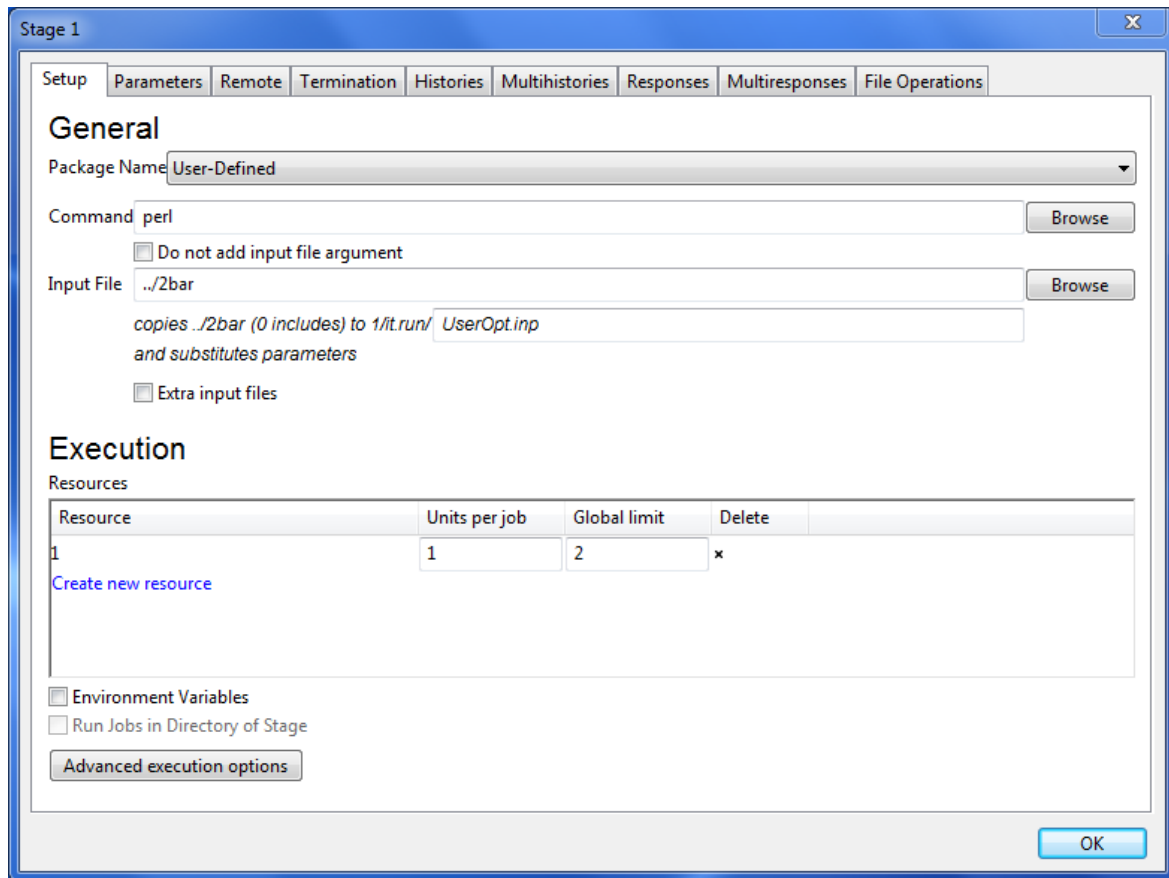 Stage 1
Setup Parameters Remote Termination Histories Multihistories Responses Multiresponses File Operations
General
Package Name User-Defined
Command perl Browse
Do not add input file argument
Input File ../2bar Browse
copies ../2bar (0 includes) to 1/it.run/ UserOpt.inp
and substitutes parameters
Extra input files
Execution
Resources
Resource Units per job Global limit Delete
1 1 2 ×
Create new resource
Environment Variables
Run Jobs in Directory of Stage
Advanced execution options
OK